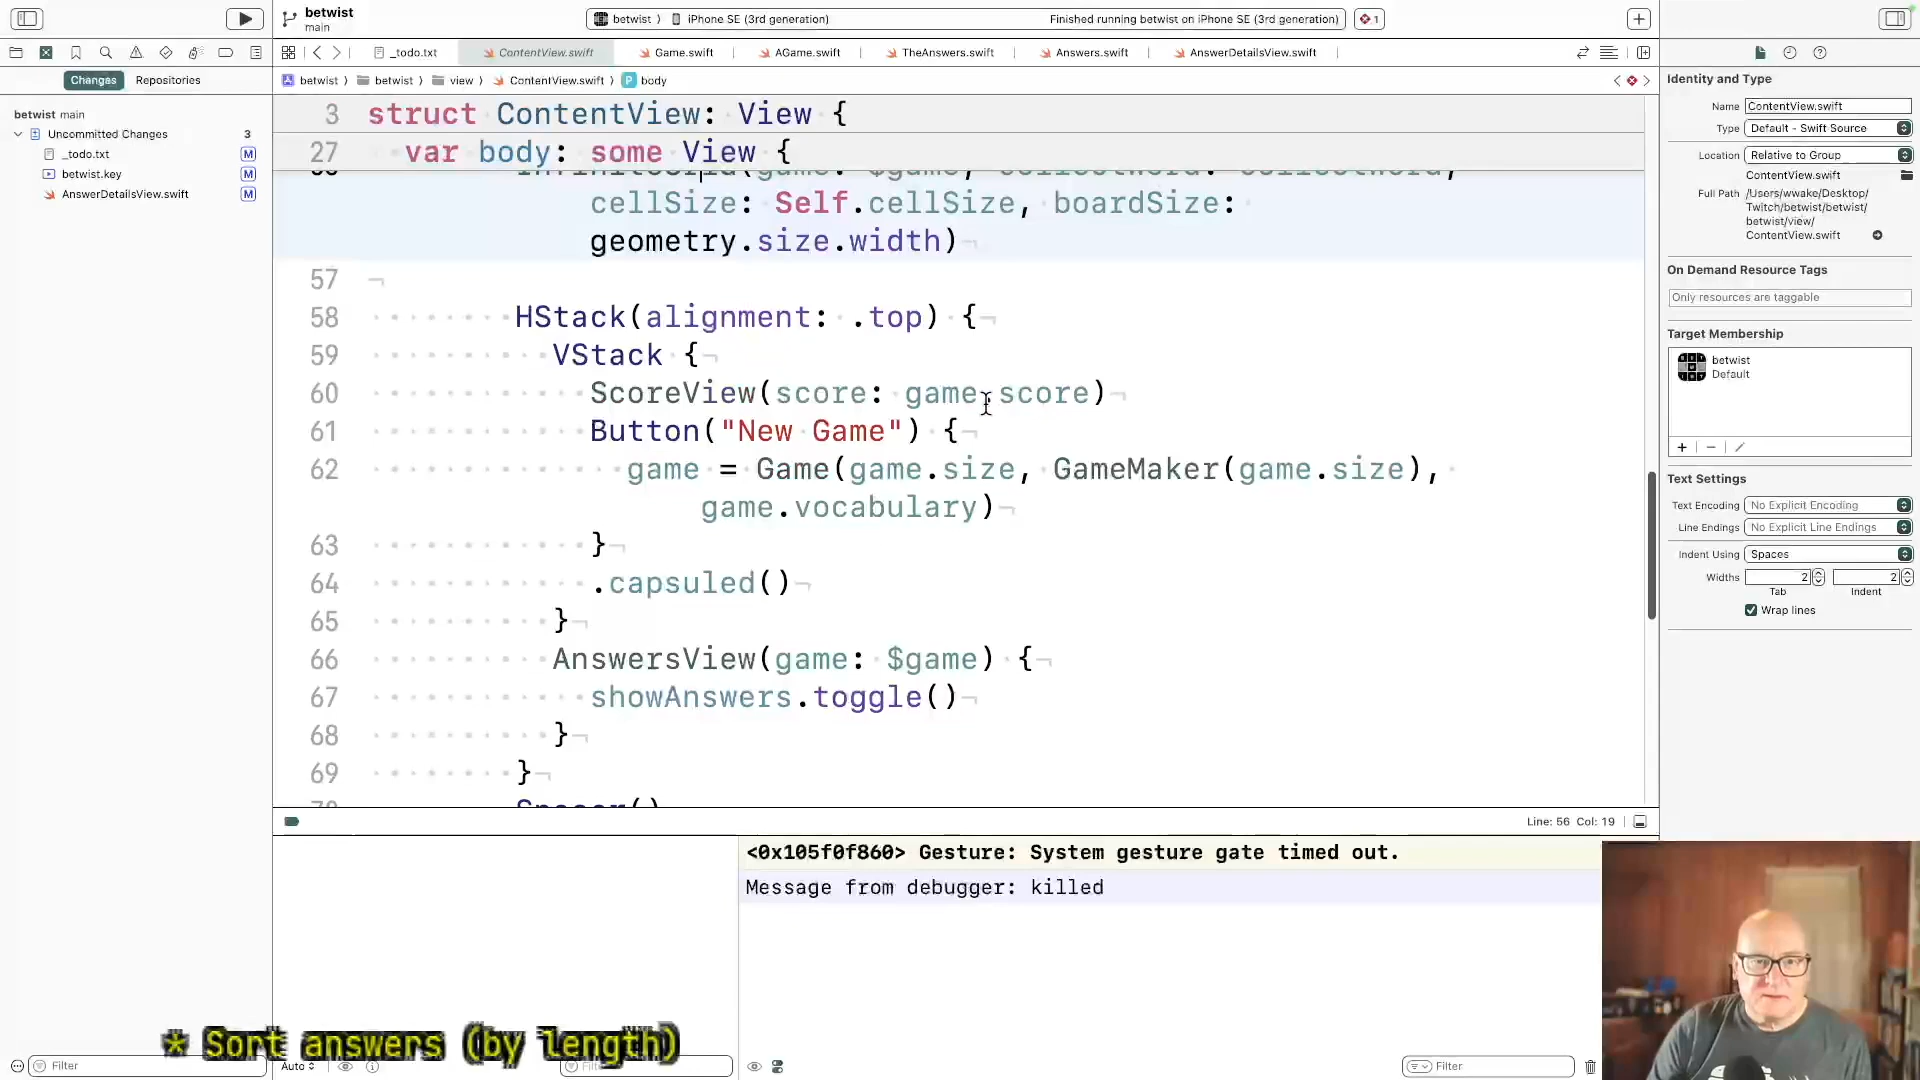 betwist
main
betwist ⟩ iPhone SE (3rd generation)
Finished running betwist on iPhone SE (3rd generation)
1
_todo.txt
ContentView.swift
Game.swift
AGame.swift
TheAnswers.swift
Answers.swift
AnswerDetailsView.swift
Changes
Repositories
betwist ⟩ betwist ⟩ view ⟩ ContentView.swift ⟩ P body
betwist main
Uncommitted Changes 3
_todo.txt M
betwist.key M
AnswerDetailsView.swift M
3 struct ContentView: View {
27 var body: some View {
cellSize: Self.cellSize, boardSize:
geometry.size.width)
57
58 HStack(alignment: .top) {
59 VStack {
60 ScoreView(score: game.score)
61 Button("New Game") {
62 game = Game(game.size, GameMaker(game.size),
game.vocabulary)
63 }
64 .capsuled()
65 }
66 AnswersView(game: $game) {
67 showAnswers.toggle()
68 }
69 }
Spacer()
Line: 56 Col: 19
<0x105f0f860> Gesture: System gesture gate timed out.
Message from debugger: killed
* Sort answers (by length)
Filter
Auto
Filter
Identity and Type
Name ContentView.swift
Type Default - Swift Source
Location Relative to Group
ContentView.swift
Full Path /Users/wwake/Desktop/
Twitch/betwist/betwist/
betwist/view/
ContentView.swift
On Demand Resource Tags
Only resources are taggable
Target Membership
betwist
Default
Text Settings
Text Encoding No Explicit Encoding
Line Endings No Explicit Line Endings
Indent Using Spaces
Widths 2 2
Tab Indent
Wrap lines